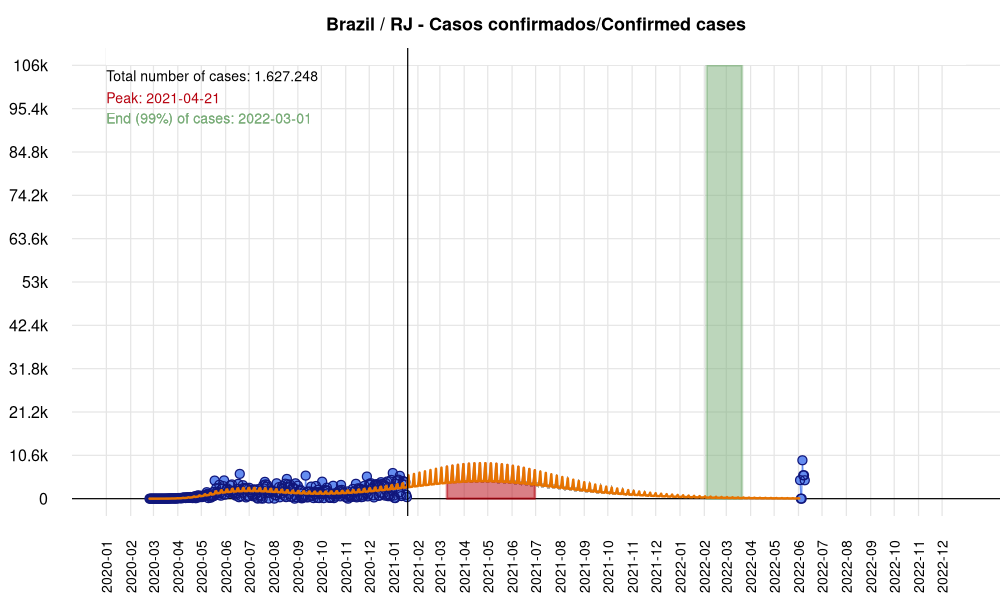 Brazil / RJ - Casos confirmados/Confirmed cases
Total number of cases: 1.627.248
Peak: 2021-04-21
End (99%) of cases: 2022-03-01
106k
95.4k
84.8k
74.2k
63.6k
53k
42.4k
31.8k
21.2k
10.6k
0
2020-01
2020-02
2020-03
2020-04
2020-05
2020-06
2020-07
2020-08
2020-09
2020-10
2020-11
2020-12
2021-01
2021-02
2021-03
2021-04
2021-05
2021-06
2021-07
2021-08
2021-09
2021-10
2021-11
2021-12
2022-01
2022-02
2022-03
2022-04
2022-05
2022-06
2022-07
2022-08
2022-09
2022-10
2022-11
2022-12